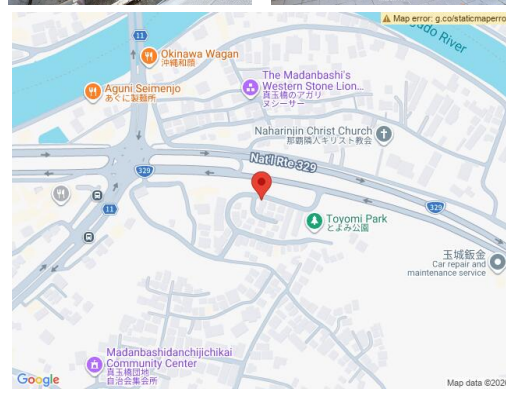 Map error: g.co/staticmaperro
gudo River
11
Okinawa Wagan
沖縄和顔
The Madanbashi's
Western Stone Lion...
真玉橋のアガリ
ヌシーサー
Aguni Seimenjo
あぐに製麺所
Naharinjin Christ Church
那覇隣人キリスト教会
Nat'l Rte 329
329
329
11
Toyomi Park
とよみ公園
玉城鈑金
Car repair and
maintenance service
Madanbashidanchijichikai
Community Center
真玉橋団地
自治会集会所
Google
Map data ©2026